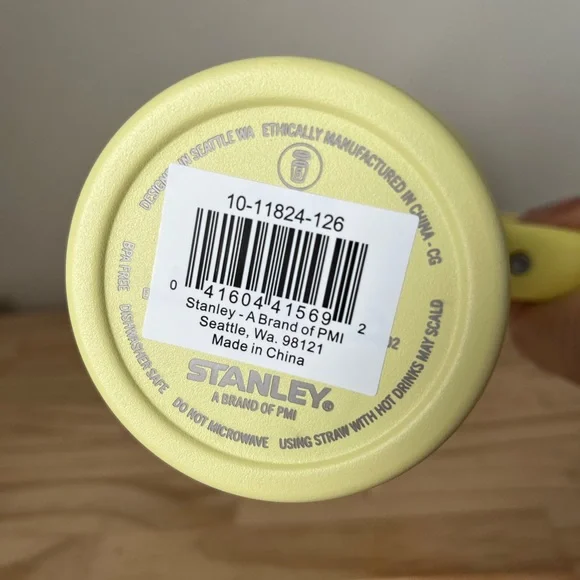 DESIGNED IN SEATTLE WA ETHICALLY MANUFACTURED IN CHINA - CG
10-11824-126
0 41604 41569 2
Stanley - A Brand of PMI
Seattle, Wa. 98121
Made in China
STANLEY®
A BRAND OF PMI
BPA FREE DISHWASHER SAFE DO NOT MICROWAVE USING STRAW WITH HOT DRINKS MAY SCALD